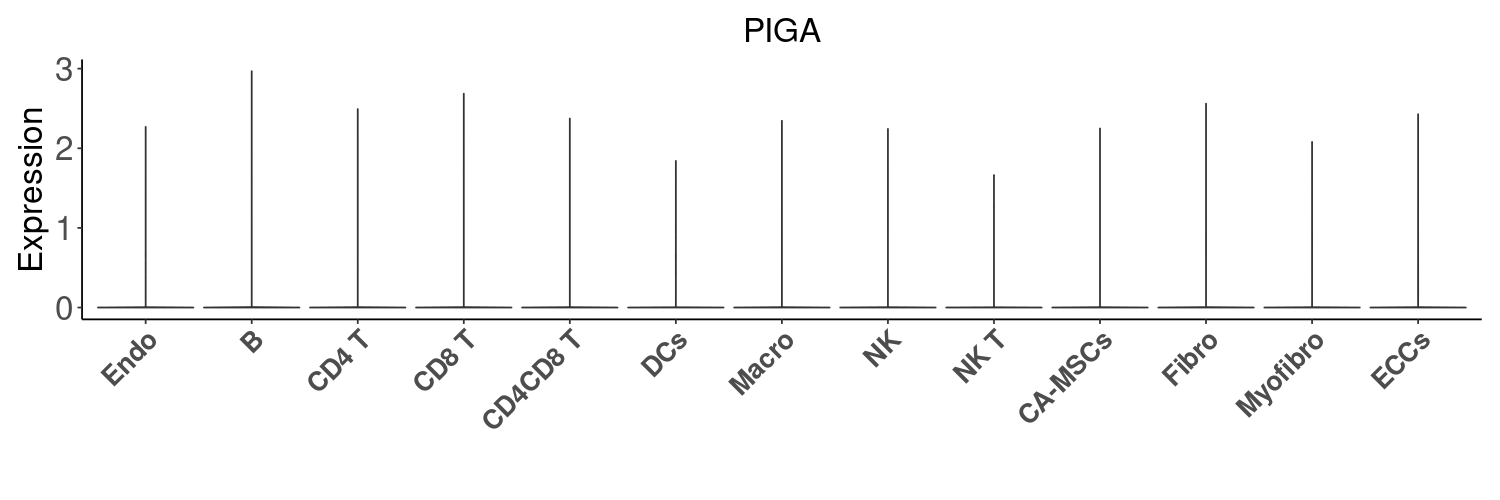 PIGA
Expression
3
2
1
0
Endo
B
CD4 T
CD8 T
CD4CD8 T
DCs
Macro
NK
NK T
CA-MSCs
Fibro
Myofibro
ECCs